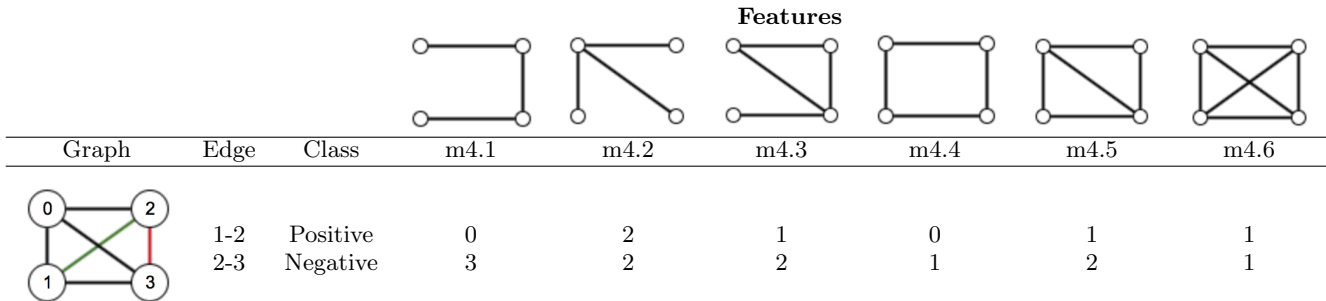 Features
Graph Edge Class m4.1 m4.2 m4.3 m4.4 m4.5 m4.6
0 2
1-2 Positive 0 2 1 0 1 1
2-3 Negative 3 2 2 1 2 1
1 3